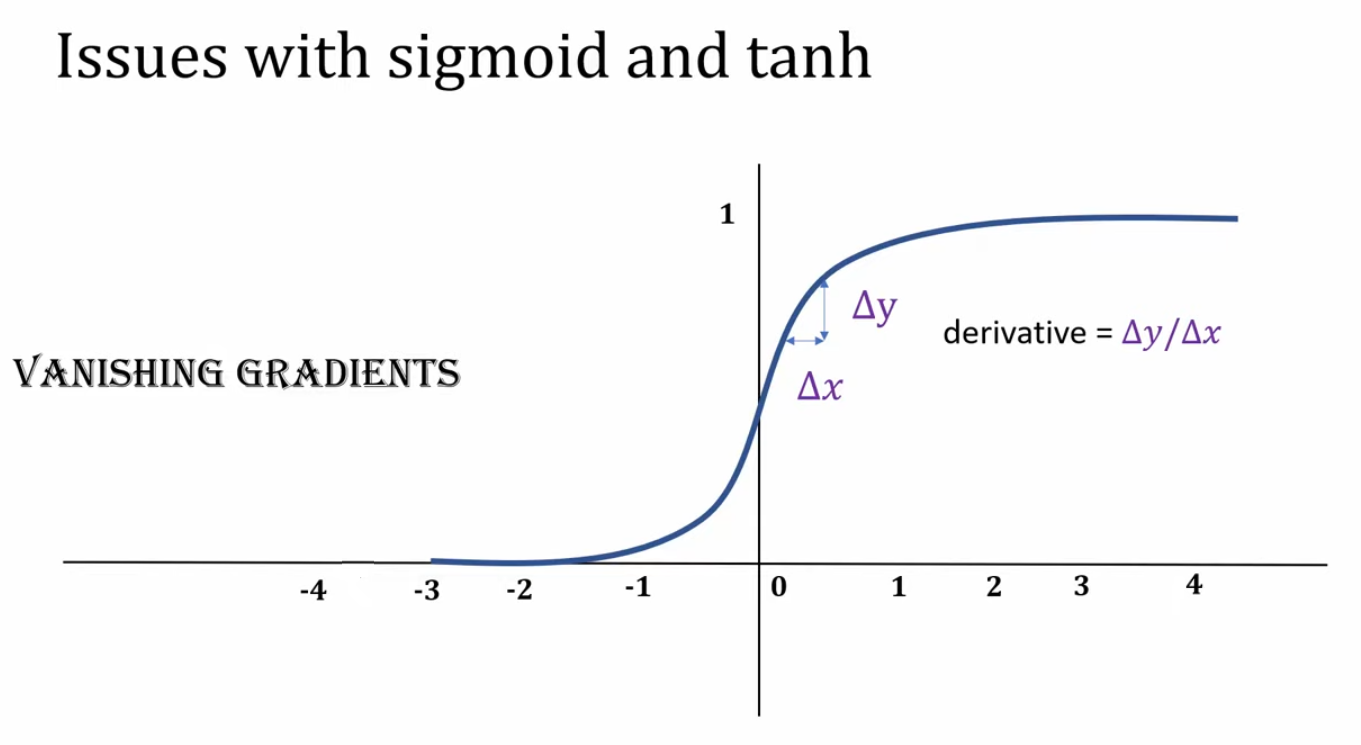 Issues with sigmoid and tanh
1
Δy
derivative = Δy/Δx
VANISHING GRADIENTS
Δx
-4 -3 -2 -1 0 1 2 3 4